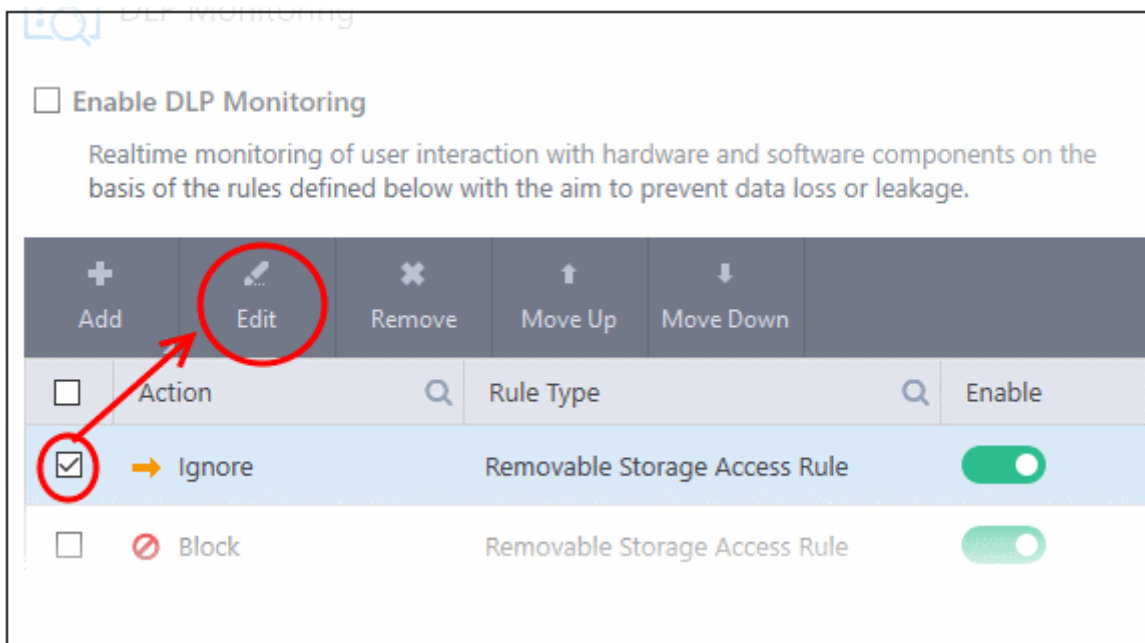 DLP Monitoring
Enable DLP Monitoring
Realtime monitoring of user interaction with hardware and software components on the
basis of the rules defined below with the aim to prevent data loss or leakage.
Add Edit Remove Move Up Move Down
Action Rule Type Enable
Ignore Removable Storage Access Rule
Block Removable Storage Access Rule